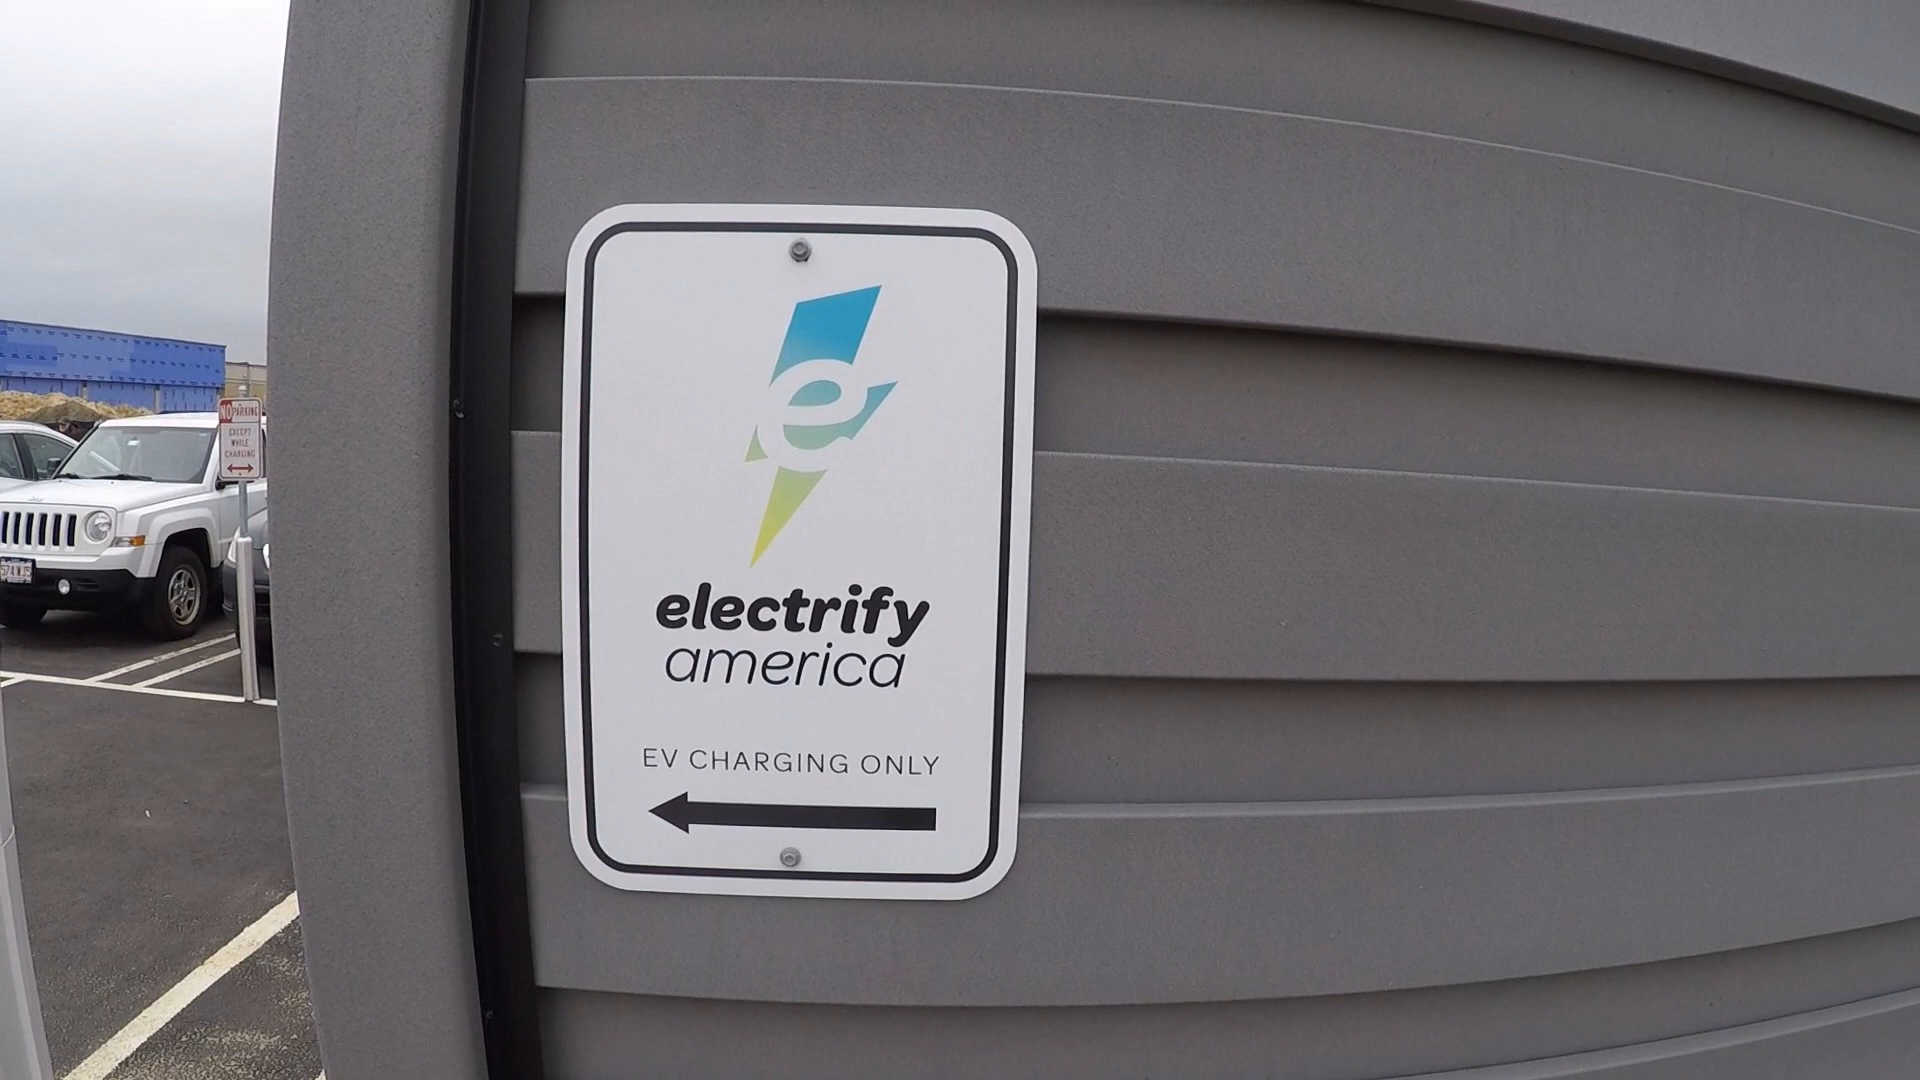 NO PARKING
EXCEPT
WHILE
CHARGING
e
electrify
america
EV CHARGING ONLY